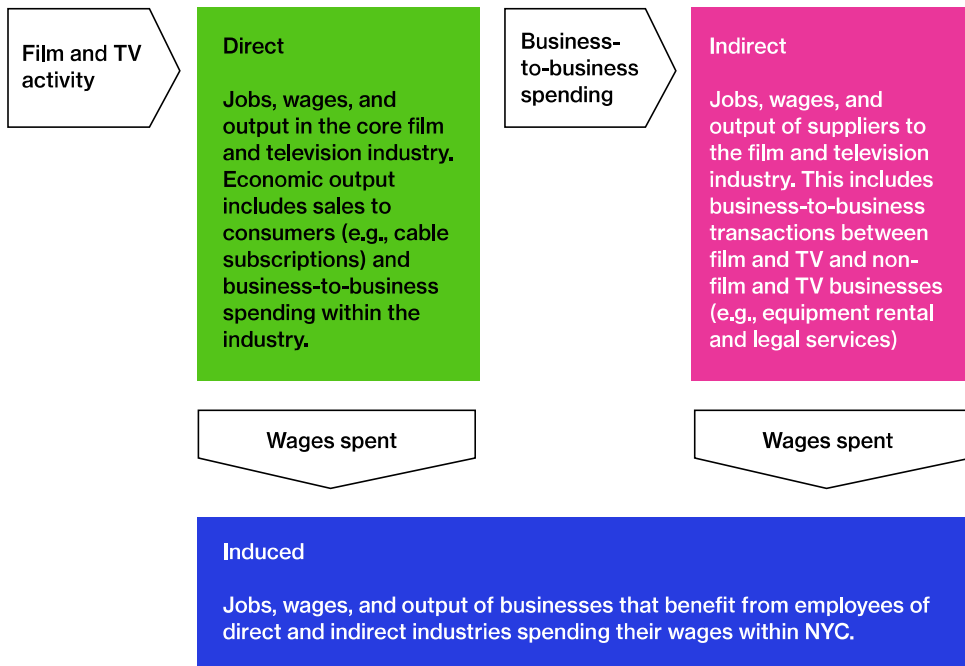 Film and TV
activity
Direct
Jobs, wages, and
output in the core film
and television industry.
Economic output
includes sales to
consumers (e.g., cable
subscriptions) and
business-to-business
spending within the
industry.
Business-
to-business
spending
Indirect
Jobs, wages, and
output of suppliers to
the film and television
industry. This includes
business-to-business
transactions between
film and TV and non-
film and TV businesses
(e.g., equipment rental
and legal services)
Wages spent
Wages spent
Induced
Jobs, wages, and output of businesses that benefit from employees of
direct and indirect industries spending their wages within NYC.